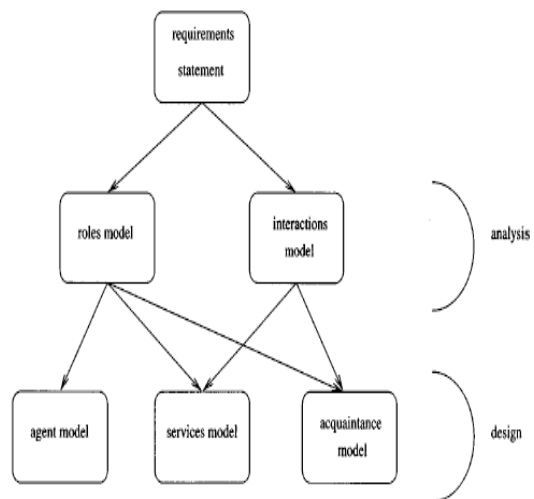 requirements
statement
roles model
interactions
model
analysis
agent model
services model
acquaintance
model
design